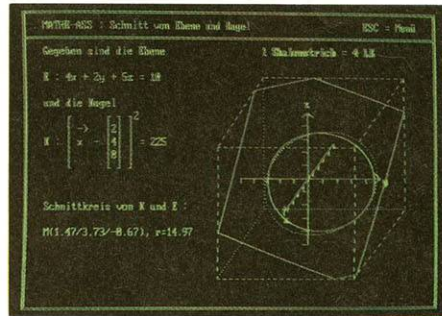 MATHE-ASS : Schnitt von Ebene und Kugel ESC = Menü
Gegeben sind die Ebene
1 Skalenstrich = 4 LE
E : 4x + 2y + 5z = 10
und die Kugel
z
-> 2 2
K : x - 4 = 225
0
Schnittkreis von K und E :
M(1.47/3.73/-0.67), r=14.97